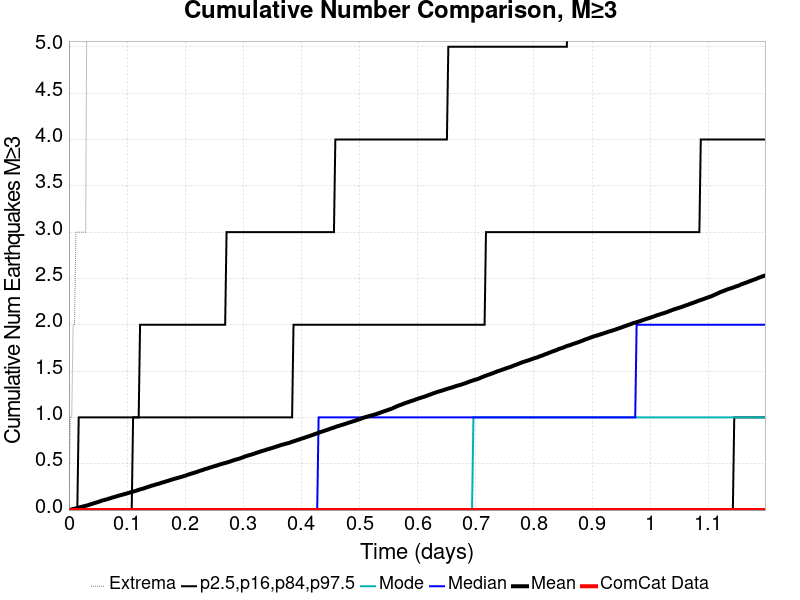 Cumulative Number Comparison, M≥3
Cumulative Num Earthquakes M≥3
5.0
4.5
4.0
3.5
3.0
2.5
2.0
1.5
1.0
0.5
0.0
0 0.1 0.2 0.3 0.4 0.5 0.6 0.7 0.8 0.9 1 1.1
Time (days)
Extrema p2.5,p16,p84,p97.5 Mode Median Mean ComCat Data